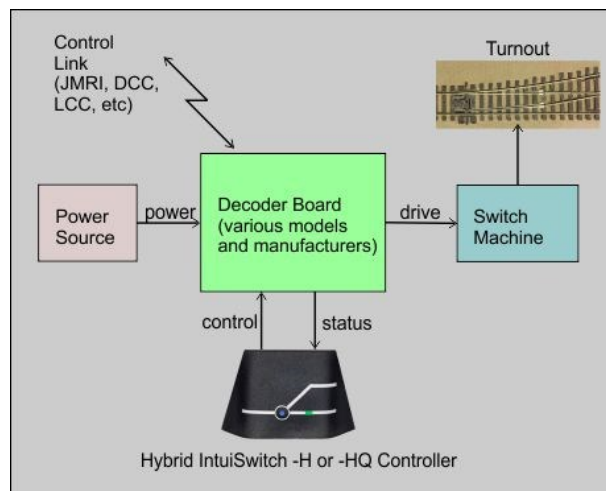 Control
Link
(JMRI, DCC,
LCC, etc)
Turnout
Power
Source
power
Decoder Board
(various models
and manufacturers)
drive
Switch
Machine
control
status
Hybrid IntuiSwitch -H or -HQ Controller